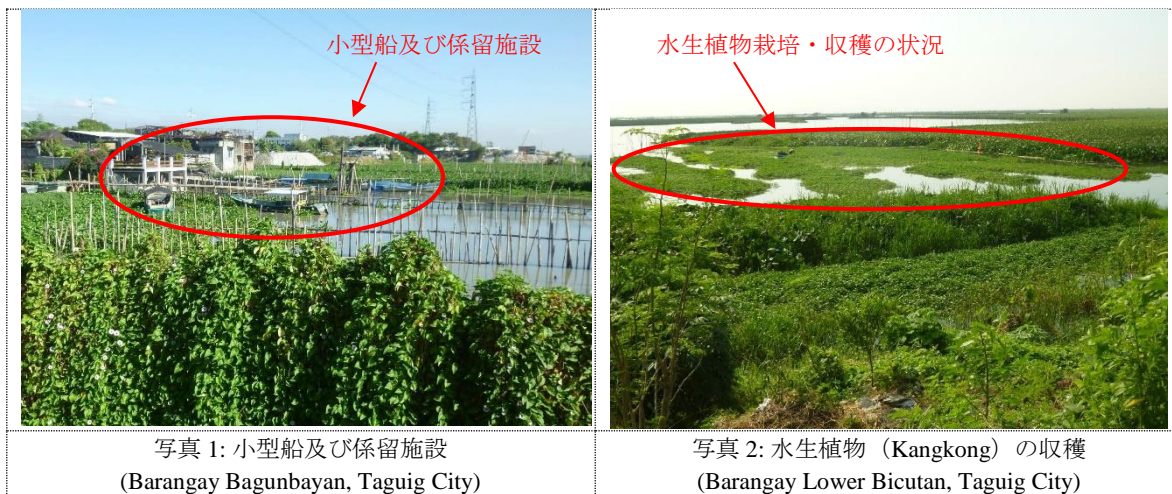 小型船及び係留施設
水生植物栽培・収穫の状況
写真 1: 小型船及び係留施設
(Barangay Bagunbayan, Taguig City)
写真 2: 水生植物（Kangkong）の収穫
(Barangay Lower Bicutan, Taguig City)